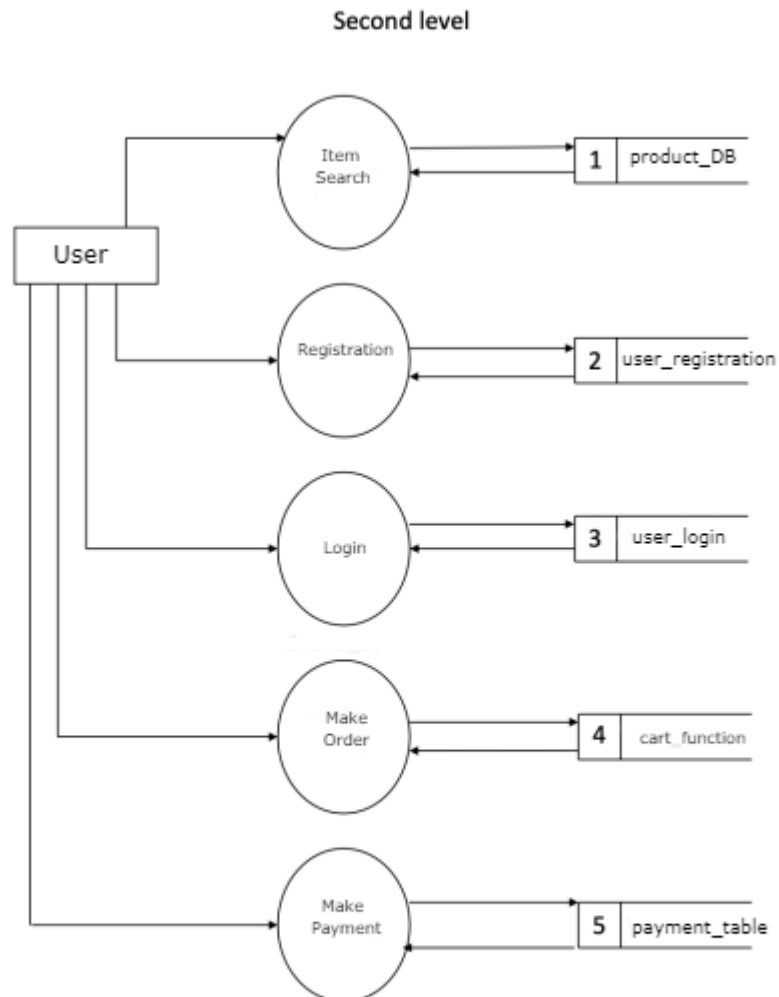 Second level
Item
Search
1 product_DB
User
Registration
2 user_registration
Login
3 user_login
Make
Order
4 cart_function
Make
Payment
5 payment_table